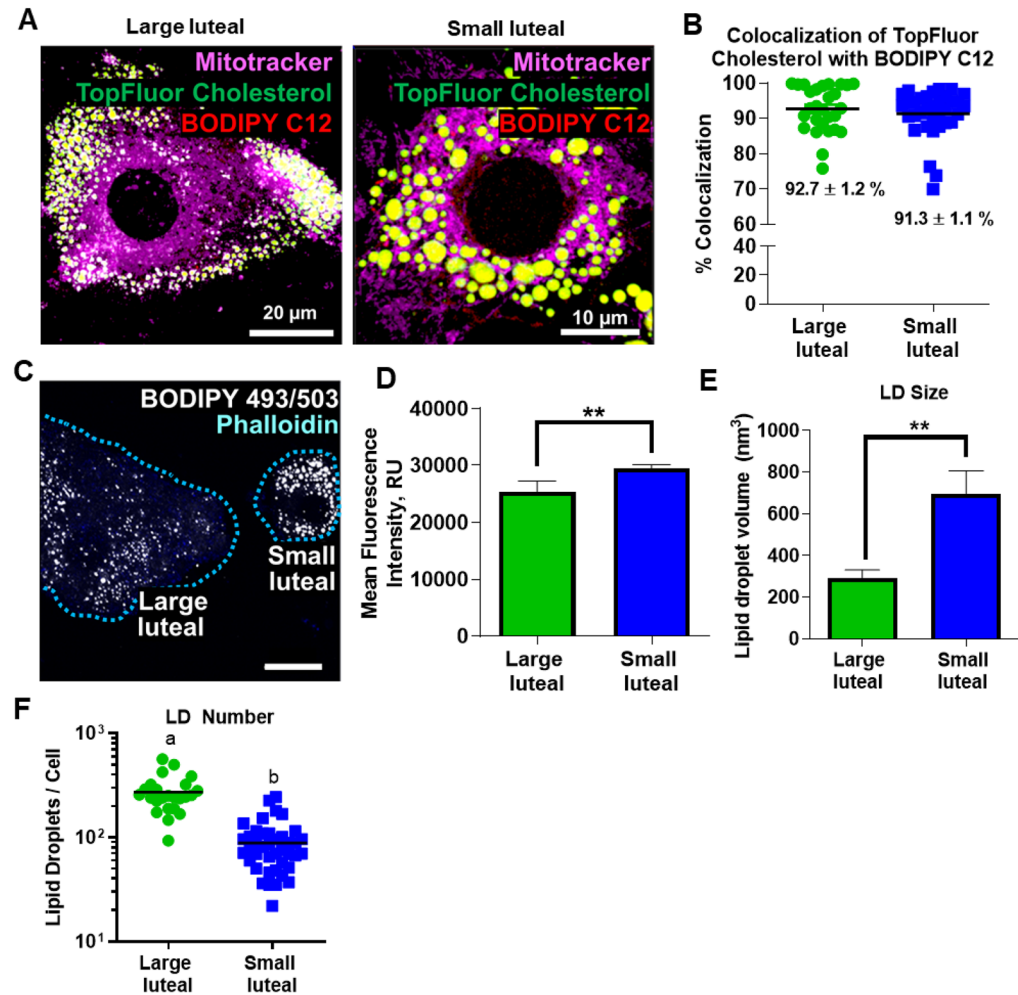 A
Large luteal
Mitotracker
TopFluor Cholesterol
BODIPY C12
20 µm
Small luteal
Mitotracker
TopFluor Cholesterol
BODIPY C12
10 µm
B
Colocalization of TopFluor
Cholesterol with BODIPY C12
% Colocalization
100
90
80
70
60
40
20
0
92.7 ± 1.2 %
91.3 ± 1.1 %
Large
luteal
Small
luteal
C
BODIPY 493/503
Phalloidin
Small
luteal
Large
luteal
D
Mean Fluorescence
Intensity, RU
40000
30000
20000
10000
0
**
Large
luteal
Small
luteal
E
LD Size
Lipid droplet volume (nm³)
1000
800
600
400
200
0
**
Large
luteal
Small
luteal
F
LD Number
Lipid Droplets / Cell
10³
10²
10¹
a
b
Large
luteal
Small
luteal